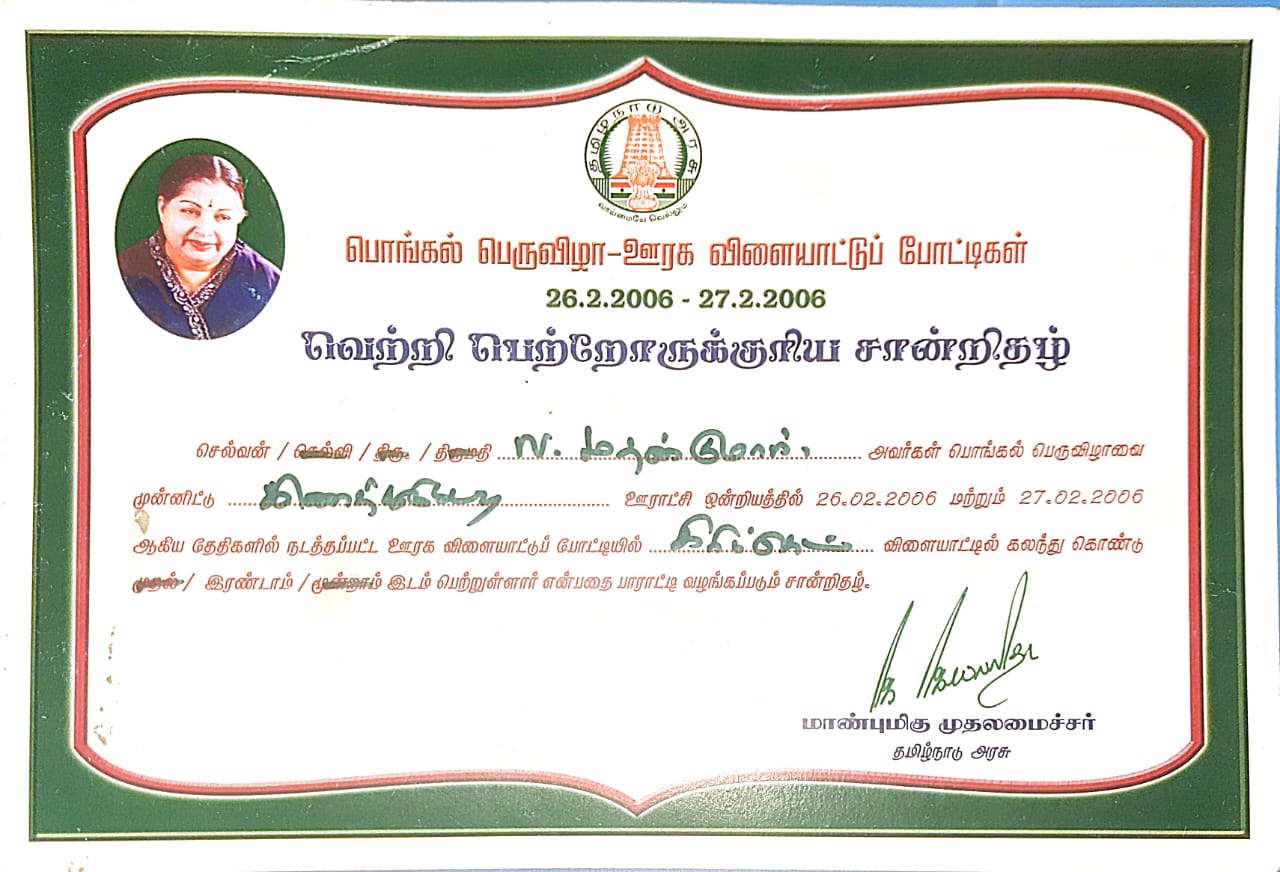 தமிழ்நாடு அரசு
வாய்மையே வெல்லும்
பொங்கல் பெருவிழா-ஊரக விளையாட்டுப் போட்டிகள்
26.2.2006 - 27.2.2006
வெற்றி பெற்றோருக்குரிய சான்றிதழ்
செல்வன் / செல்வி / திரு. / திருமதி ... N. மதன்குமார். ... அவர்கள் பொங்கல் பெருவிழாவை
முன்னிட்டு ... ஊராட்சி ஒன்றியத்தில் 26.02.2006 மற்றும் 27.02.2006
ஆகிய தேதிகளில் நடத்தப்பட்ட ஊரக விளையாட்டுப் போட்டியில் ... விளையாட்டில் கலந்து கொண்டு
முதல் / இரண்டாம் / மூன்றாம் இடம் பெற்றுள்ளார் என்பதை பாராட்டி வழங்கப்படும் சான்றிதழ்.
மாண்புமிகு முதலமைச்சர்
தமிழ்நாடு அரசு